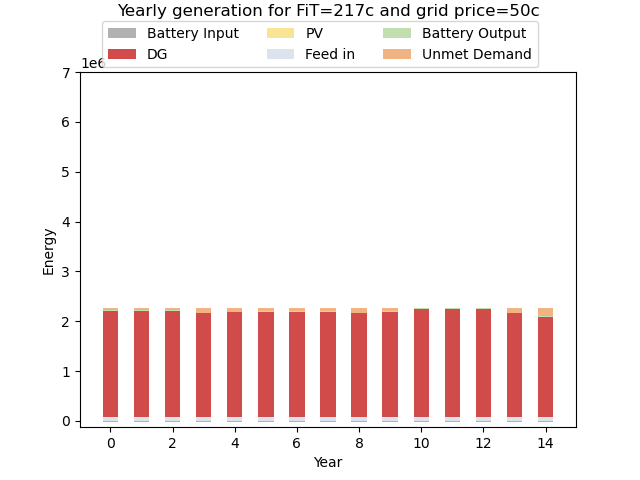 Yearly generation for FiT=217c and grid price=50c
Battery Input PV Battery Output
DG Feed in Unmet Demand
1e6
7
6
5
4
3
2
1
0
Energy
0 2 4 6 8 10 12 14
Year